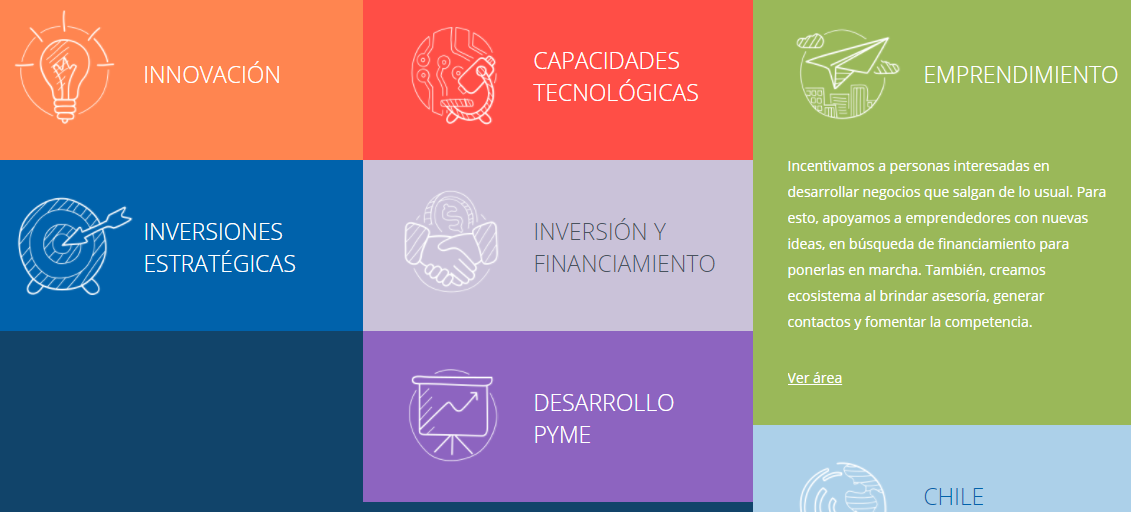 INNOVACIÓN
CAPACIDADES
TECNOLÓGICAS
EMPRENDIMIENTO
Incentivamos a personas interesadas en
desarrollar negocios que salgan de lo usual. Para
esto, apoyamos a emprendedores con nuevas
ideas, en búsqueda de financiamiento para
ponerlas en marcha. También, creamos
ecosistema al brindar asesoría, generar
contactos y fomentar la competencia.
Ver área
INVERSIONES
ESTRATÉGICAS
INVERSIÓN Y
FINANCIAMIENTO
DESARROLLO
PYME
CHILE